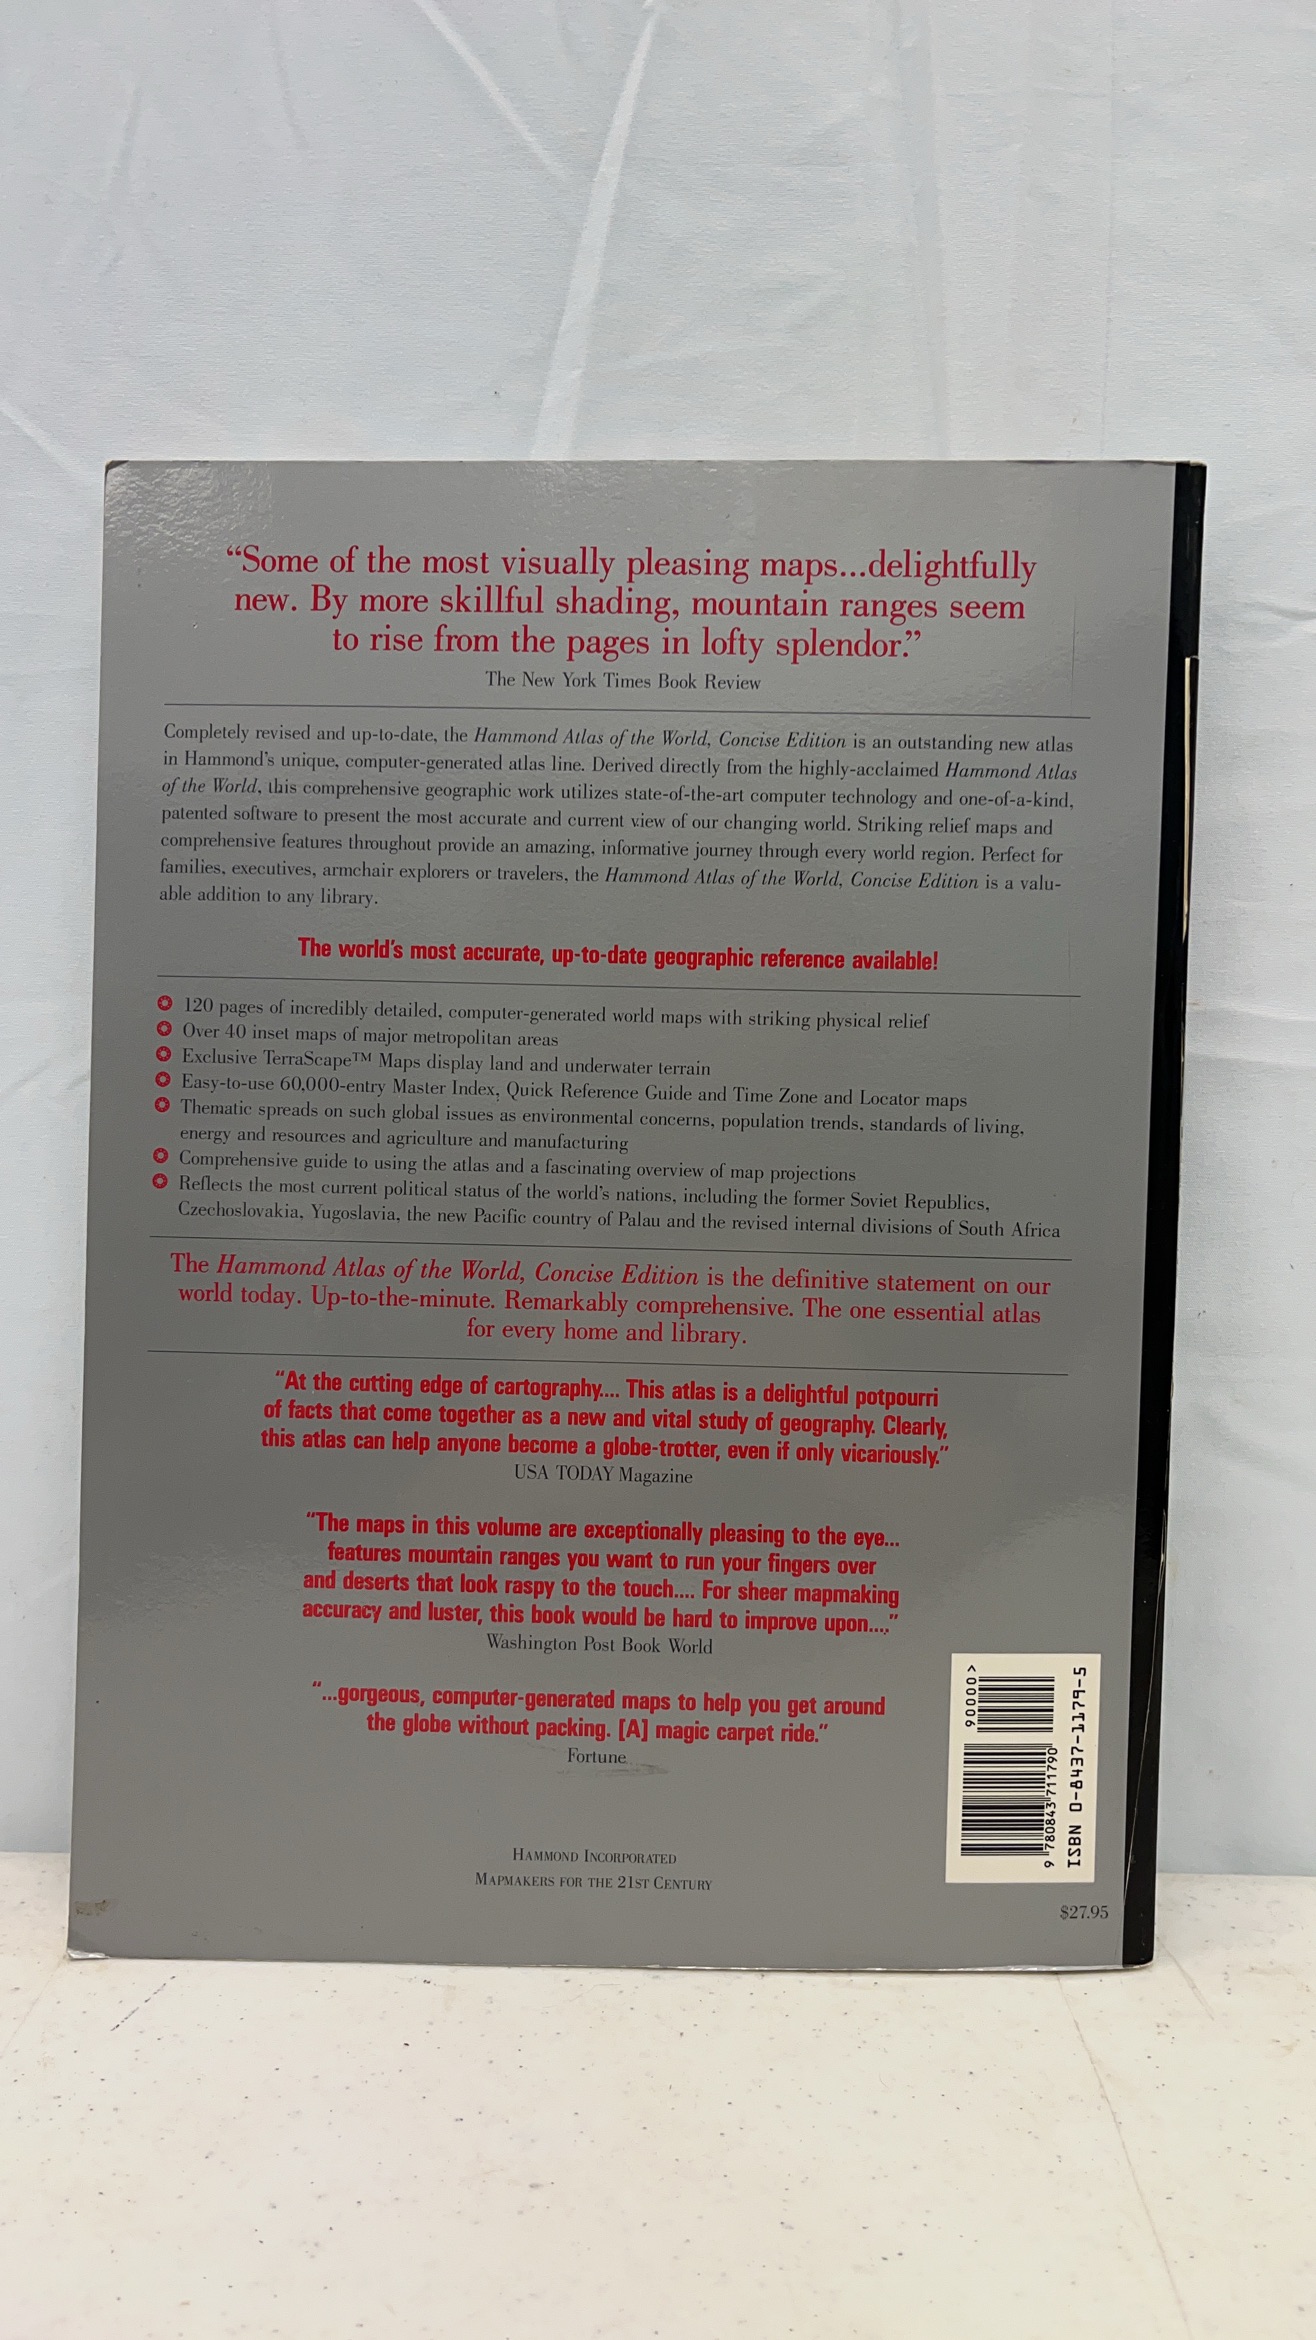 “Some of the most visually pleasing maps...delightfully
new. By more skillful shading, mountain ranges seem
to rise from the pages in lofty splendor.”
The New York Times Book Review
Completely revised and up-to-date, the Hammond Atlas of the World, Concise Edition is an outstanding new atlas
in Hammond's unique, computer-generated atlas line. Derived directly from the highly-acclaimed Hammond Atlas
of the World, this comprehensive geographic work utilizes state-of-the-art computer technology and one-of-a-kind,
patented software to present the most accurate and current view of our changing world. Striking relief maps and
comprehensive features throughout provide an amazing, informative journey through every world region. Perfect for
families, executives, armchair explorers or travelers, the Hammond Atlas of the World, Concise Edition is a valu-
able addition to any library.
The world's most accurate, up-to-date geographic reference available!
120 pages of incredibly detailed, computer-generated world maps with striking physical relief
Over 40 inset maps of major metropolitan areas
Exclusive TerraScape™ Maps display land and underwater terrain
Easy-to-use 60,000-entry Master Index, Quick Reference Guide and Time Zone and Locator maps
Thematic spreads on such global issues as environmental concerns, population trends, standards of living,
energy and resources and agriculture and manufacturing
Comprehensive guide to using the atlas and a fascinating overview of map projections
Reflects the most current political status of the world's nations, including the former Soviet Republics,
Czechoslovakia, Yugoslavia, the new Pacific country of Palau and the revised internal divisions of South Africa
The Hammond Atlas of the World, Concise Edition is the definitive statement on our
world today. Up-to-the-minute. Remarkably comprehensive. The one essential atlas
for every home and library.
“At the cutting edge of cartography.... This atlas is a delightful potpourri
of facts that come together as a new and vital study of geography. Clearly,
this atlas can help anyone become a globe-trotter, even if only vicariously.”
USA TODAY Magazine
“The maps in this volume are exceptionally pleasing to the eye...
features mountain ranges you want to run your fingers over
and deserts that look raspy to the touch.... For sheer mapmaking
accuracy and luster, this book would be hard to improve upon....”
Washington Post Book World
“...gorgeous, computer-generated maps to help you get around
the globe without packing. [A] magic carpet ride.”
Fortune
HAMMOND INCORPORATED
MAPMAKERS FOR THE 21ST CENTURY
90000>
9 780843 711790
ISBN 0-8437-1179-5
$27.95